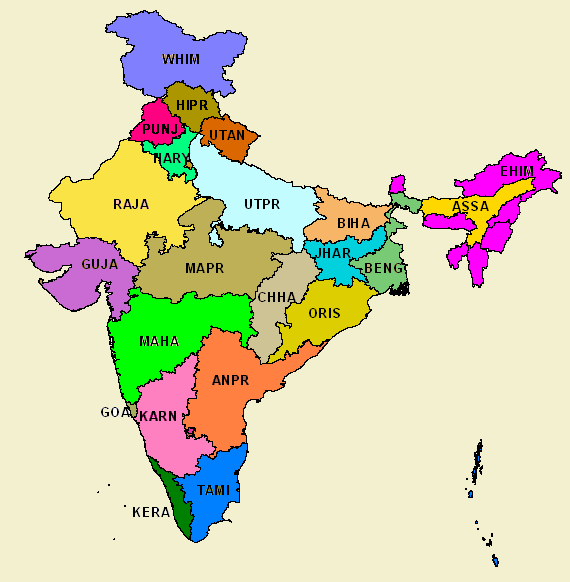 WHIM
HIPR
PUNJ
UTAN
HARY
EHIM
RAJA
UTPR
ASSA
BIHA
JHAR
GUJA
MAPR
BENG
CHHA
ORIS
MAHA
ANPR
GOA
KARN
TAMI
KERA